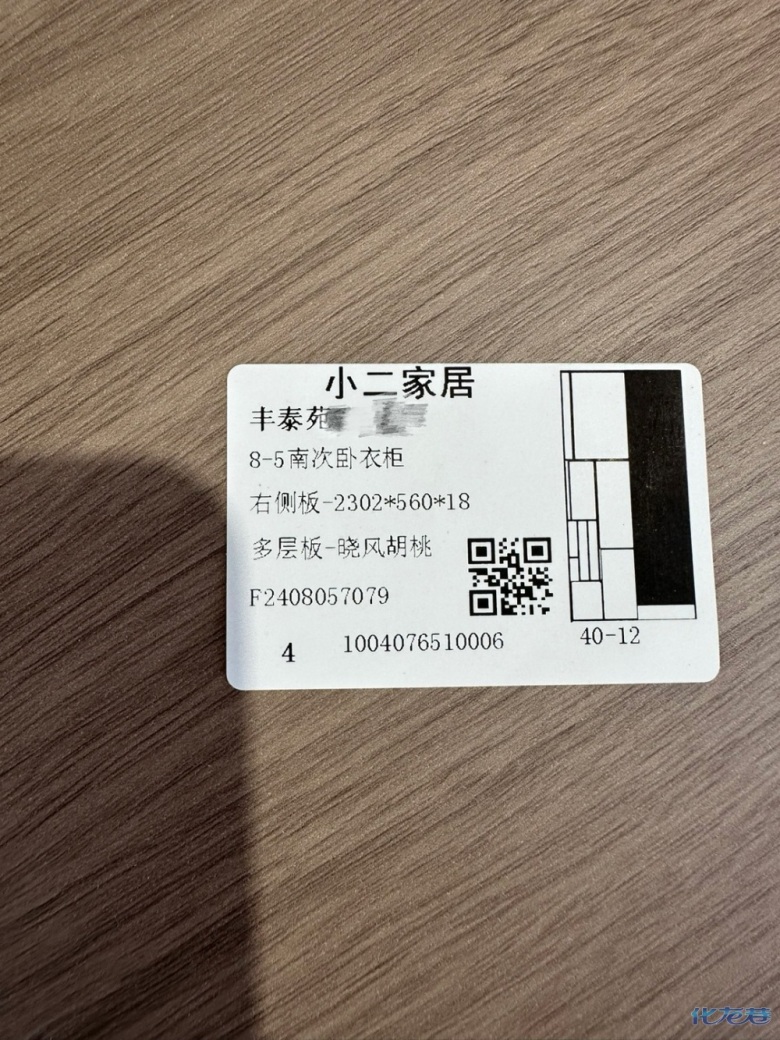 小二家居
丰泰苑
8-5南次卧衣柜
右侧板-2302*560*18
多层板-晓风胡桃
F2408057079
4 1004076510006
40-12
化龙巷